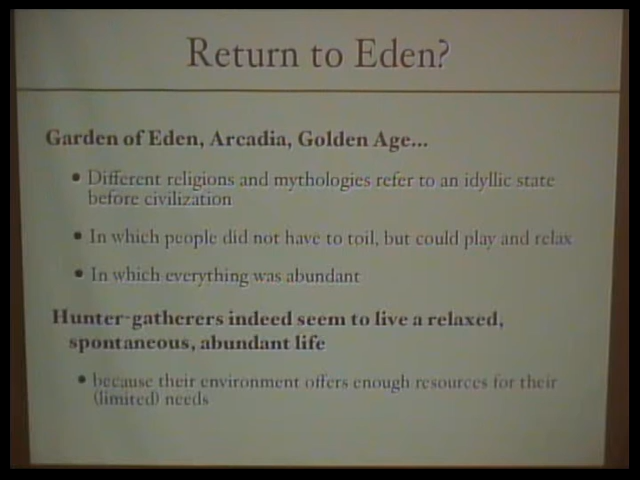 Return to Eden?
Garden of Eden, Arcadia, Golden Age...
• Different religions and mythologies refer to an idyllic state
before civilization
• In which people did not have to toil, but could play and relax
• In which everything was abundant
Hunter-gatherers indeed seem to live a relaxed,
spontaneous, abundant life
• because their environment offers enough resources for their
(limited) needs